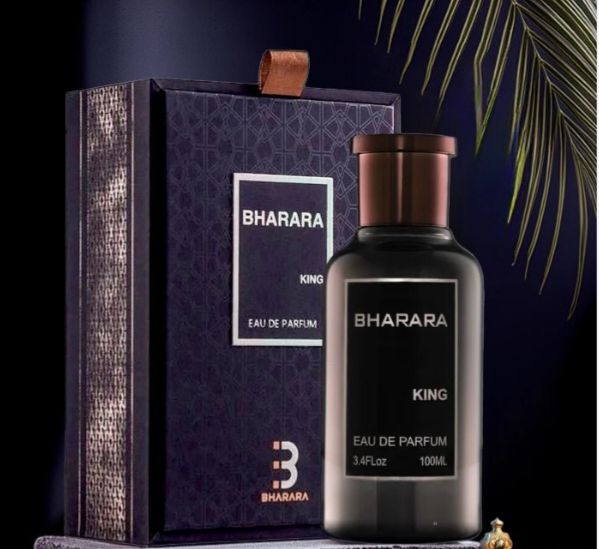 BHARARA
KING
EAU DE PARFUM
BHARARA
BHARARA
KING
EAU DE PARFUM
3.4FLoz 100ML